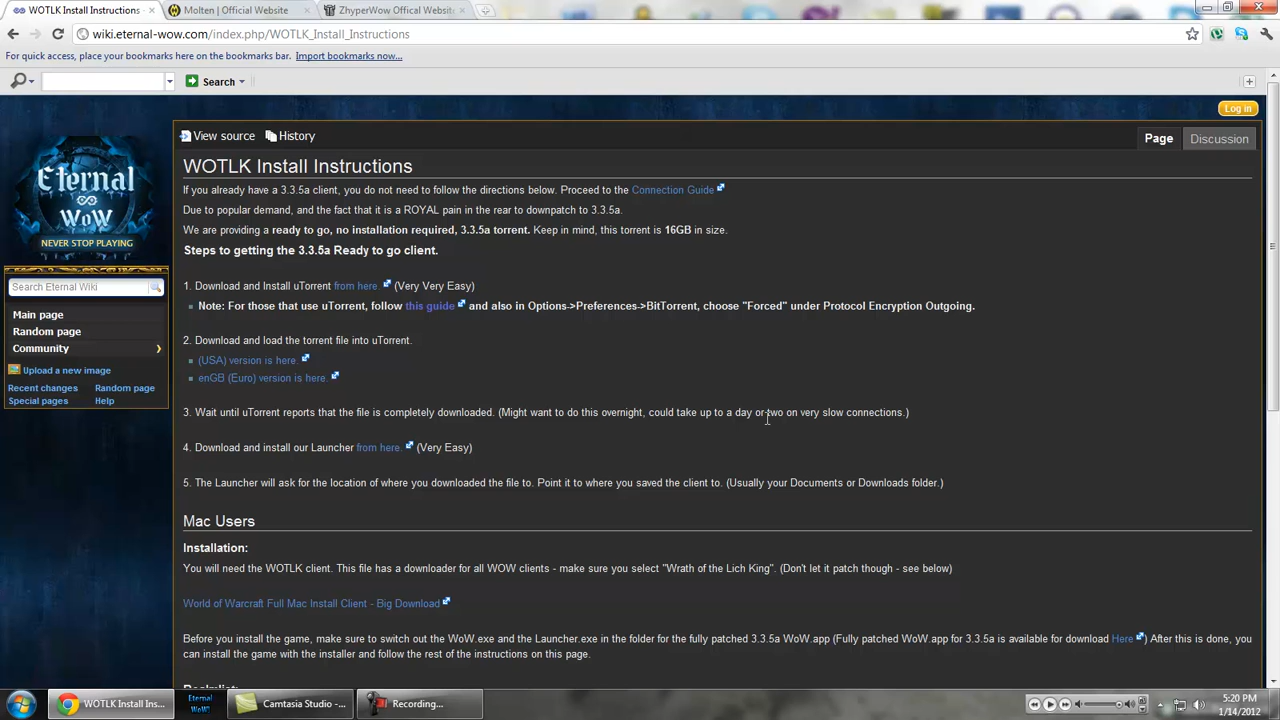 WOTLK Install Instructions
Molten | Official Website
ZhyperWow Offical Website
wiki.eternal-wow.com/index.php/WOTLK_Install_Instructions
For quick access, place your bookmarks here on the bookmarks bar. Import bookmarks now...
Search
Log in
View source History
Page Discussion
Eternal
WoW
NEVER STOP PLAYING
Search Eternal Wiki
Main page
Random page
Community
Upload a new image
Recent changes Random page
Special pages Help
WOTLK Install Instructions
If you already have a 3.3.5a client, you do not need to follow the directions below. Proceed to the Connection Guide
Due to popular demand, and the fact that it is a ROYAL pain in the rear to downpatch to 3.3.5a.
We are providing a ready to go, no installation required, 3.3.5a torrent. Keep in mind, this torrent is 16GB in size.
Steps to getting the 3.3.5a Ready to go client.
1. Download and Install uTorrent from here. (Very Very Easy)
Note: For those that use uTorrent, follow this guide and also in Options->Preferences->BitTorrent, choose "Forced" under Protocol Encryption Outgoing.
2. Download and load the torrent file into uTorrent.
(USA) version is here.
enGB (Euro) version is here.
3. Wait until uTorrent reports that the file is completely downloaded. (Might want to do this overnight, could take up to a day or two on very slow connections.)
4. Download and install our Launcher from here. (Very Easy)
5. The Launcher will ask for the location of where you downloaded the file to. Point it to where you saved the client to. (Usually your Documents or Downloads folder.)
Mac Users
Installation:
You will need the WOTLK client. This file has a downloader for all WOW clients - make sure you select "Wrath of the Lich King". (Don't let it patch though - see below)
World of Warcraft Full Mac Install Client - Big Download
Before you install the game, make sure to switch out the WoW.exe and the Launcher.exe in the folder for the fully patched 3.3.5a WoW.app (Fully patched WoW.app for 3.3.5a is available for download Here ) After this is done, you
can install the game with the installer and follow the rest of the instructions on this page.
Realmlist:
WOTLK Install Ins...
Eternal
WoW
Camtasia Studio -...
Recording...
5:20 PM
1/14/2012